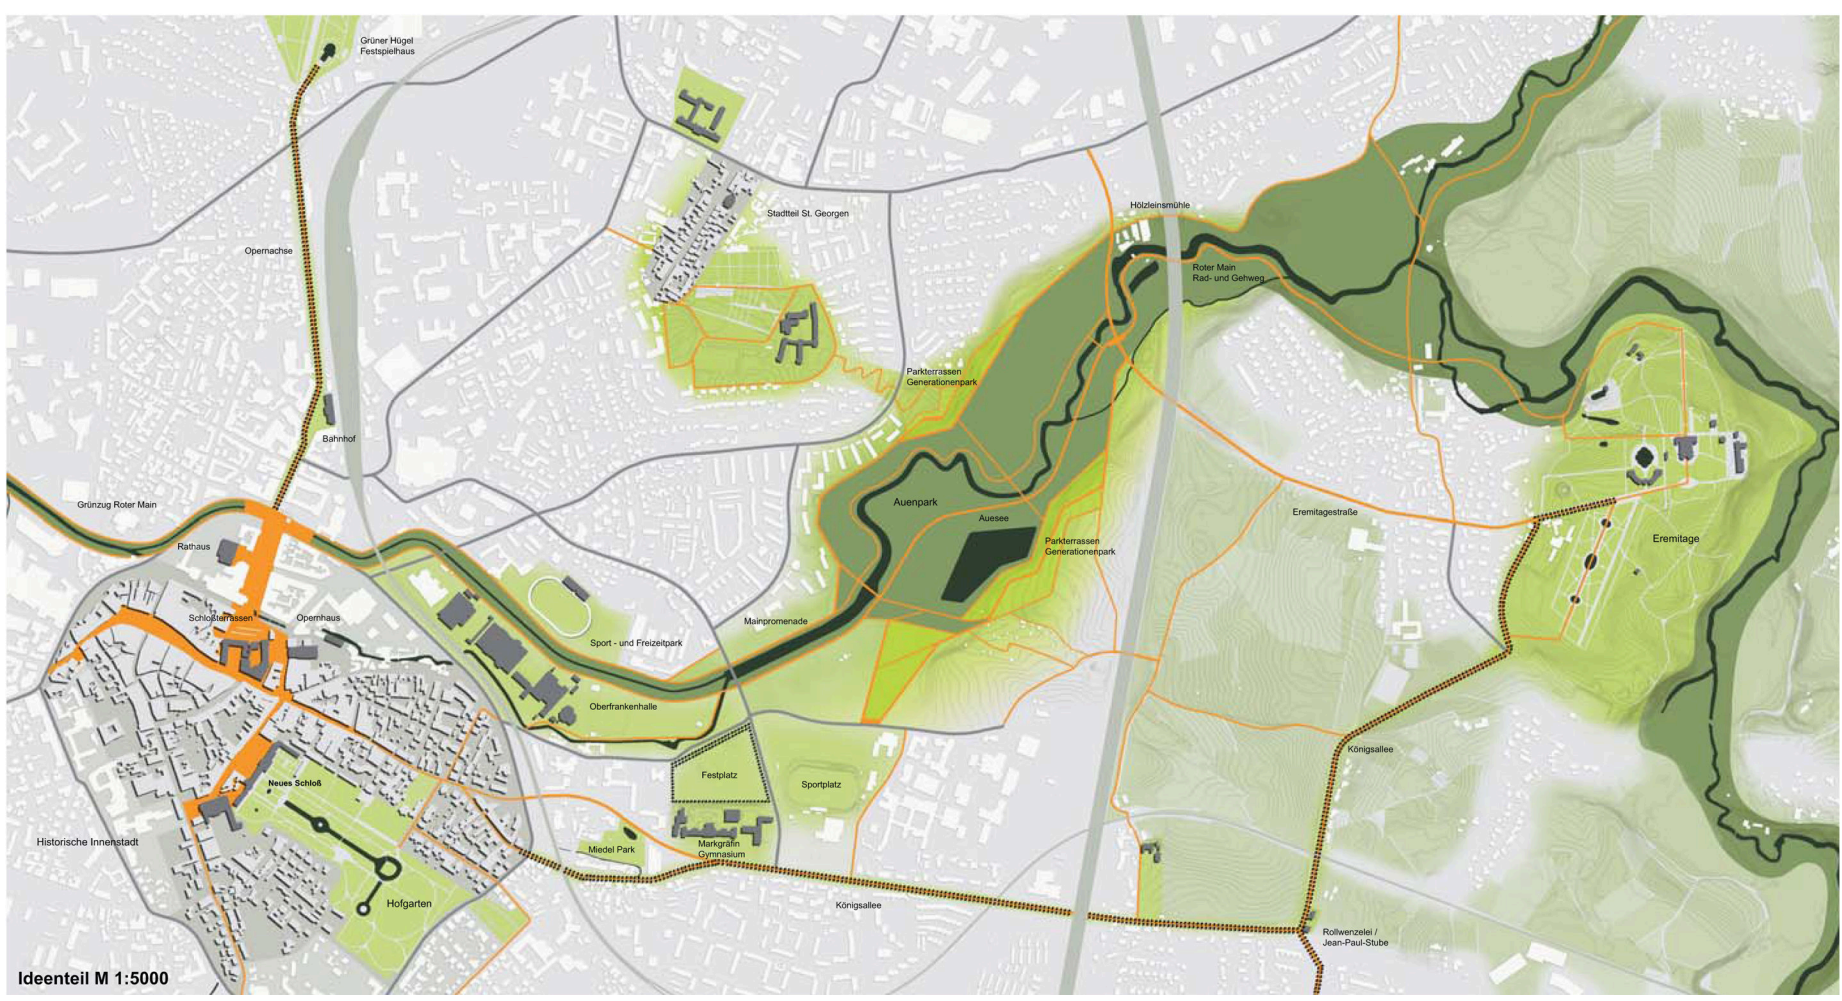 Grüner Hügel
Festspielhaus
Hölzleinsmühle
Stadtteil St. Georgen
Opernachse
Roter Main
Rad- und Gehweg
Parkterrassen
Generationenpark
Bahnhof
Grünzug Roter Main
Auenpark
Auesee
Eremitagestraße
Rathaus
Parkterrassen
Generationenpark
Eremitage
Schloßterrassen
Opernhaus
Mainpromenade
Sport - und Freizeitpark
Oberfrankenhalle
Königsallee
Festplatz
Neues Schloß
Sportplatz
Historische Innenstadt
Miedel Park
Markgräfin
Gymnasium
Hofgarten
Königsallee
Rollwenzelei /
Jean-Paul-Stube
Ideenteil M 1:5000